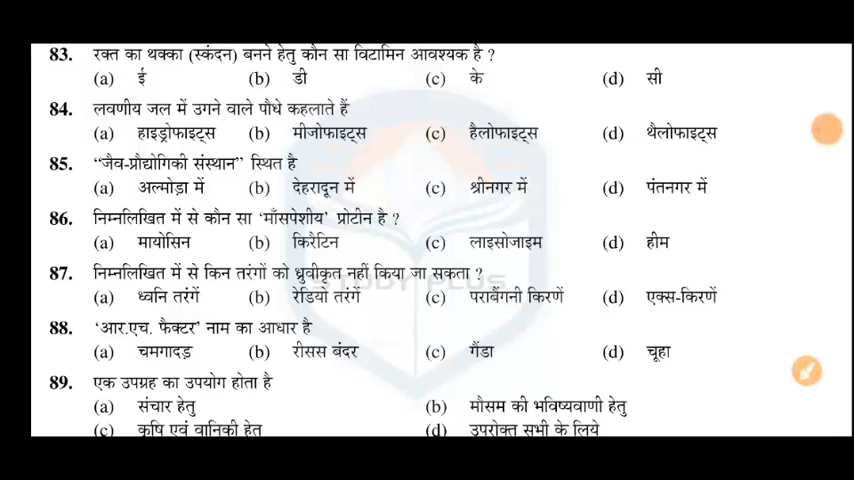 83. रक्त का थक्का (स्कंदन) बनने हेतु कौन सा विटामिन आवश्यक है ?
(a) ई (b) डी (c) के (d) सी
84. लवणीय जल में उगने वाले पौधे कहलाते हैं
(a) हाइड्रोफाइट्स (b) मीजोफाइट्स (c) हैलोफाइट्स (d) थैलोफाइट्स
85. “जैव-प्रौद्योगिकी संस्थान” स्थित है
(a) अल्मोड़ा में (b) देहरादून में (c) श्रीनगर में (d) पंतनगर में
86. निम्नलिखित में से कौन सा ‘माँसपेशीय’ प्रोटीन है ?
(a) मायोसिन (b) किरैटिन (c) लाइसोजाइम (d) हीम
87. निम्नलिखित में से किन तरंगों को ध्रुवीकृत नहीं किया जा सकता ?
STUDY PLUS
(a) ध्वनि तरंगें (b) रेडियो तरंगें (c) पराबैंगनी किरणें (d) एक्स-किरणें
88. ‘आर.एच. फैक्टर’ नाम का आधार है
(a) चमगादड़ (b) रीसस बंदर (c) गैंडा (d) चूहा
89. एक उपग्रह का उपयोग होता है
(a) संचार हेतु (b) मौसम की भविष्यवाणी हेतु
(c) कृषि एवं वानिकी हेतु (d) उपरोक्त सभी के लिये